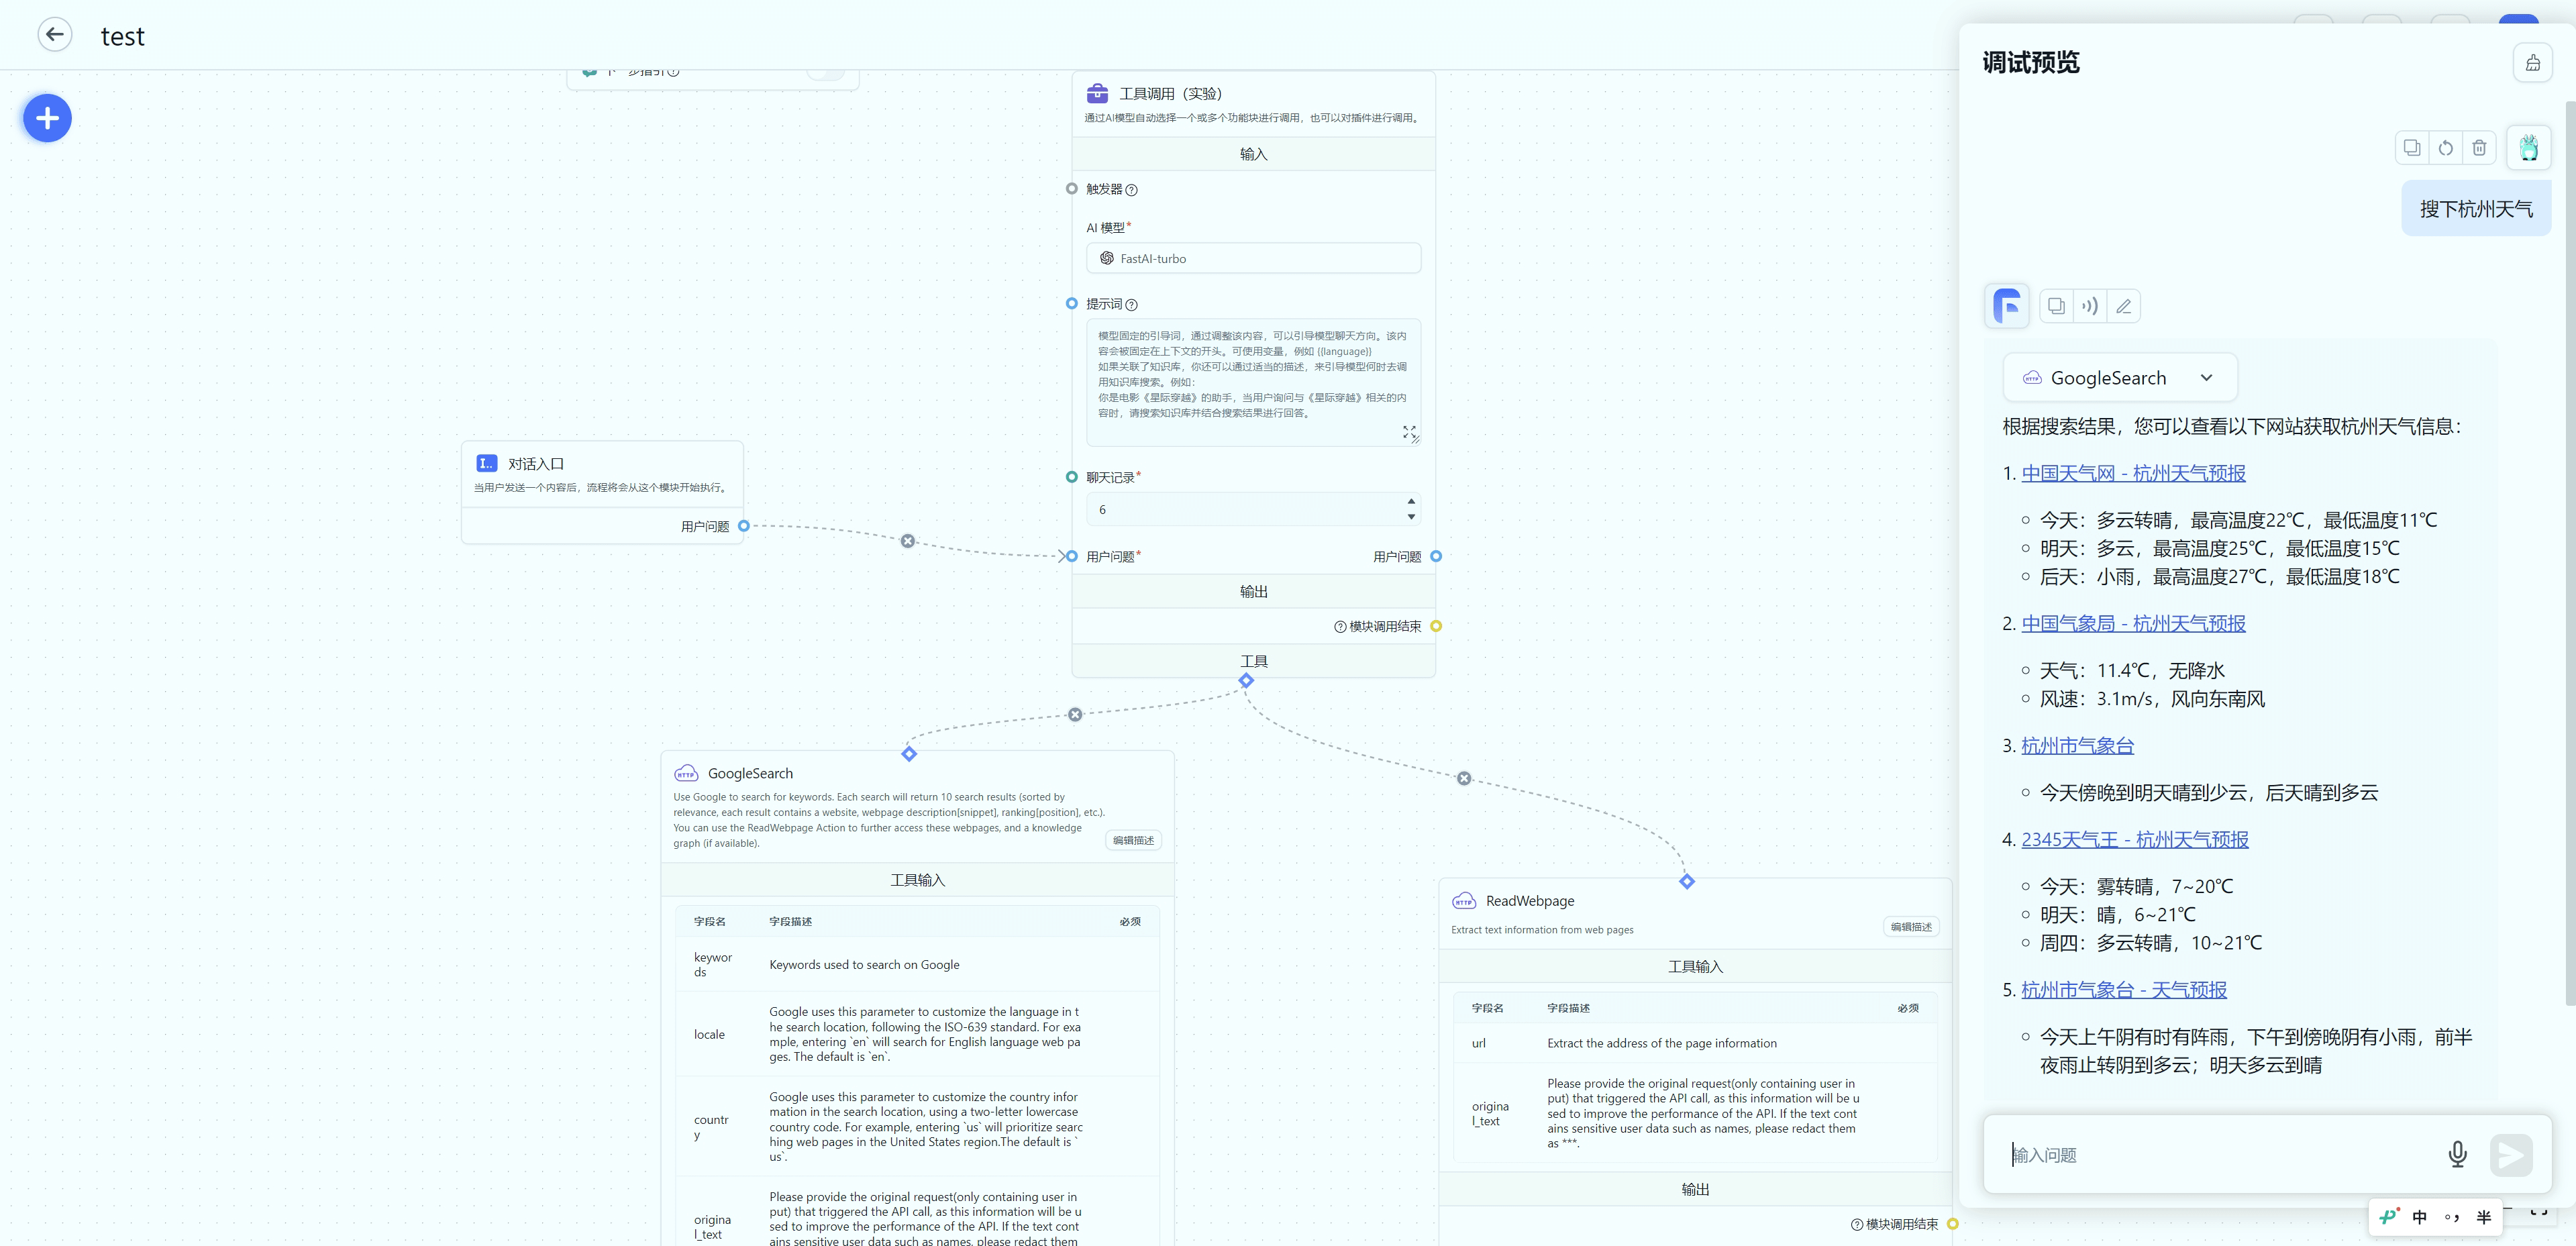 test
下一步指引
工具调用（实验）
通过AI模型自动选择一个或多个功能块进行调用，也可以对插件进行调用。
输入
触发器
AI 模型*
FastAI-turbo
提示词
模型固定的引导词，通过调整该内容，可以引导模型聊天方向。该内
容会被固定在上下文的开头。可使用变量，例如 {{language}}
如果关联了知识库，你还可以通过适当的描述，来引导模型何时去调
用知识库搜索。例如：
你是电影《星际穿越》的助手，当用户询问与《星际穿越》相关的内
容时，请搜索知识库并结合搜索结果进行回答。
聊天记录*
6
用户问题*
用户问题
输出
模块调用结束
工具
I..
对话入口
当用户发送一个内容后，流程将会从这个模块开始执行。
用户问题
HTTP
GoogleSearch
Use Google to search for keywords. Each search will return 10 search results (sorted by
relevance, each result contains a website, webpage description[snippet], ranking[position], etc.).
You can use the ReadWebpage Action to further access these webpages, and a knowledge
graph (if available).
编辑描述
工具输入
字段名 字段描述 必须
keywor
ds
Keywords used to search on Google
locale
Google uses this parameter to customize the language in t
he search location, following the ISO-639 standard. For exa
mple, entering `en` will search for English language web pa
ges. The default is `en`.
countr
y
Google uses this parameter to customize the country infor
mation in the search location, using a two-letter lowercase
country code. For example, entering `us` will prioritize searc
hing web pages in the United States region.The default is `
us`.
origina
l_text
Please provide the original request(only containing user in
put) that triggered the API call, as this information will be u
sed to improve the performance of the API. If the text cont
ains sensitive user data such as names, please redact them
HTTP
ReadWebpage
Extract text information from web pages
编辑描述
工具输入
字段名 字段描述 必须
url
Extract the address of the page information
origina
l_text
Please provide the original request(only containing user in
put) that triggered the API call, as this information will be u
sed to improve the performance of the API. If the text cont
ains sensitive user data such as names, please redact them
as ***.
输出
模块调用结束
调试预览
搜下杭州天气
HTTP
GoogleSearch
根据搜索结果，您可以查看以下网站获取杭州天气信息：
1. 中国天气网 - 杭州天气预报
今天：多云转晴，最高温度22℃，最低温度11℃
明天：多云，最高温度25℃，最低温度15℃
后天：小雨，最高温度27℃，最低温度18℃
2. 中国气象局 - 杭州天气预报
天气：11.4℃，无降水
风速：3.1m/s，风向东南风
3. 杭州市气象台
今天傍晚到明天晴到少云，后天晴到多云
4. 2345天气王 - 杭州天气预报
今天：雾转晴，7~20℃
明天：晴，6~21℃
周四：多云转晴，10~21℃
5. 杭州市气象台 - 天气预报
今天上午阴有时有阵雨，下午到傍晚阴有小雨，前半
夜雨止转阴到多云；明天多云到晴
输入问题
中 °， 半